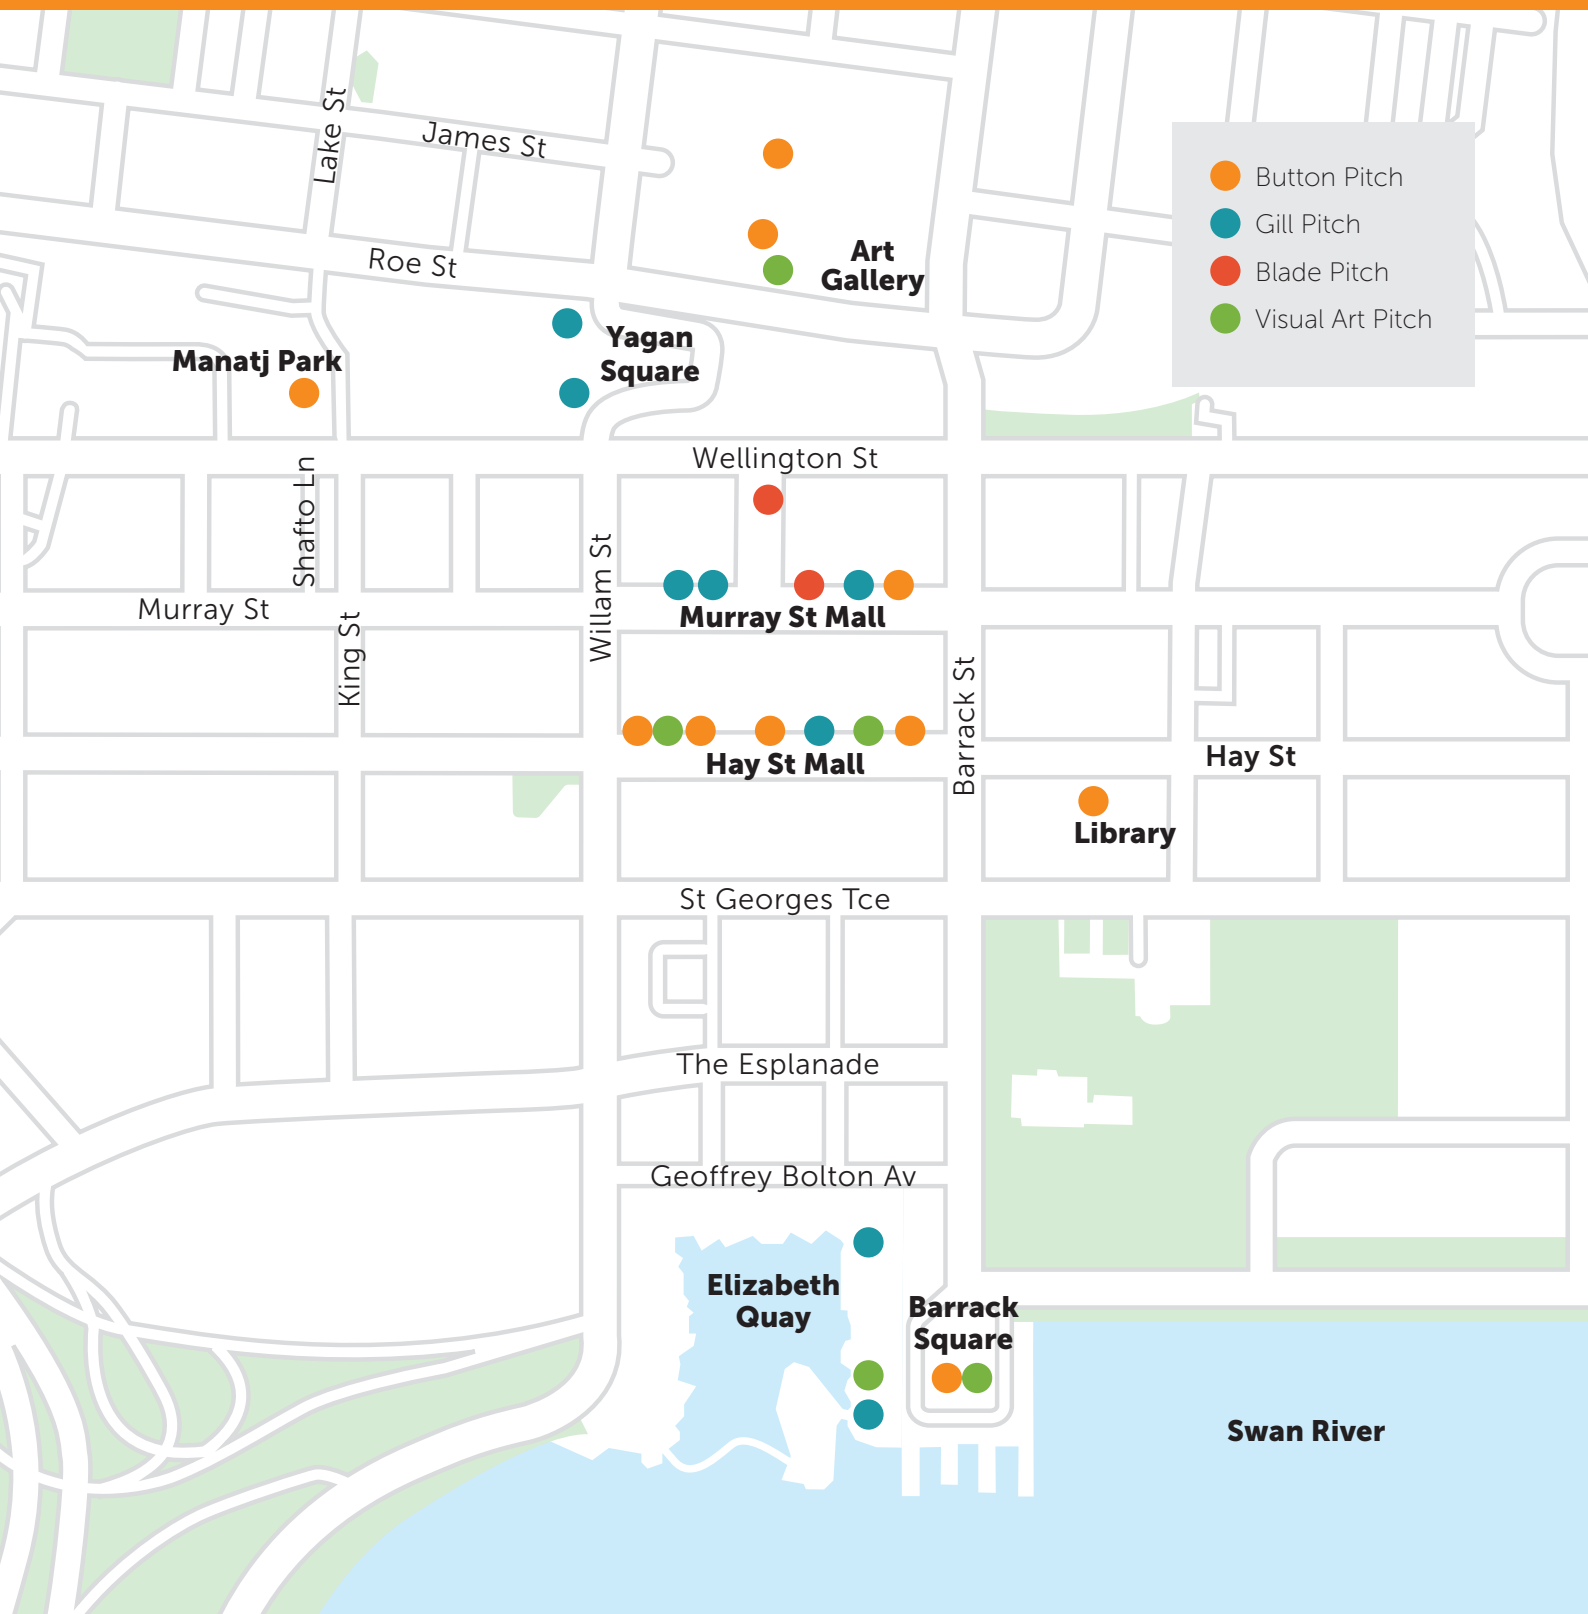 Lake St
James St
Button Pitch
Gill Pitch
Blade Pitch
Visual Art Pitch
Art
Gallery
Roe St
Yagan
Square
Manatj Park
Wellington St
Shafto Ln
Willam St
Murray St
Murray St Mall
King St
Barrack St
Hay St Mall
Hay St
Library
St Georges Tce
The Esplanade
Geoffrey Bolton Av
Elizabeth
Quay
Barrack
Square
Swan River